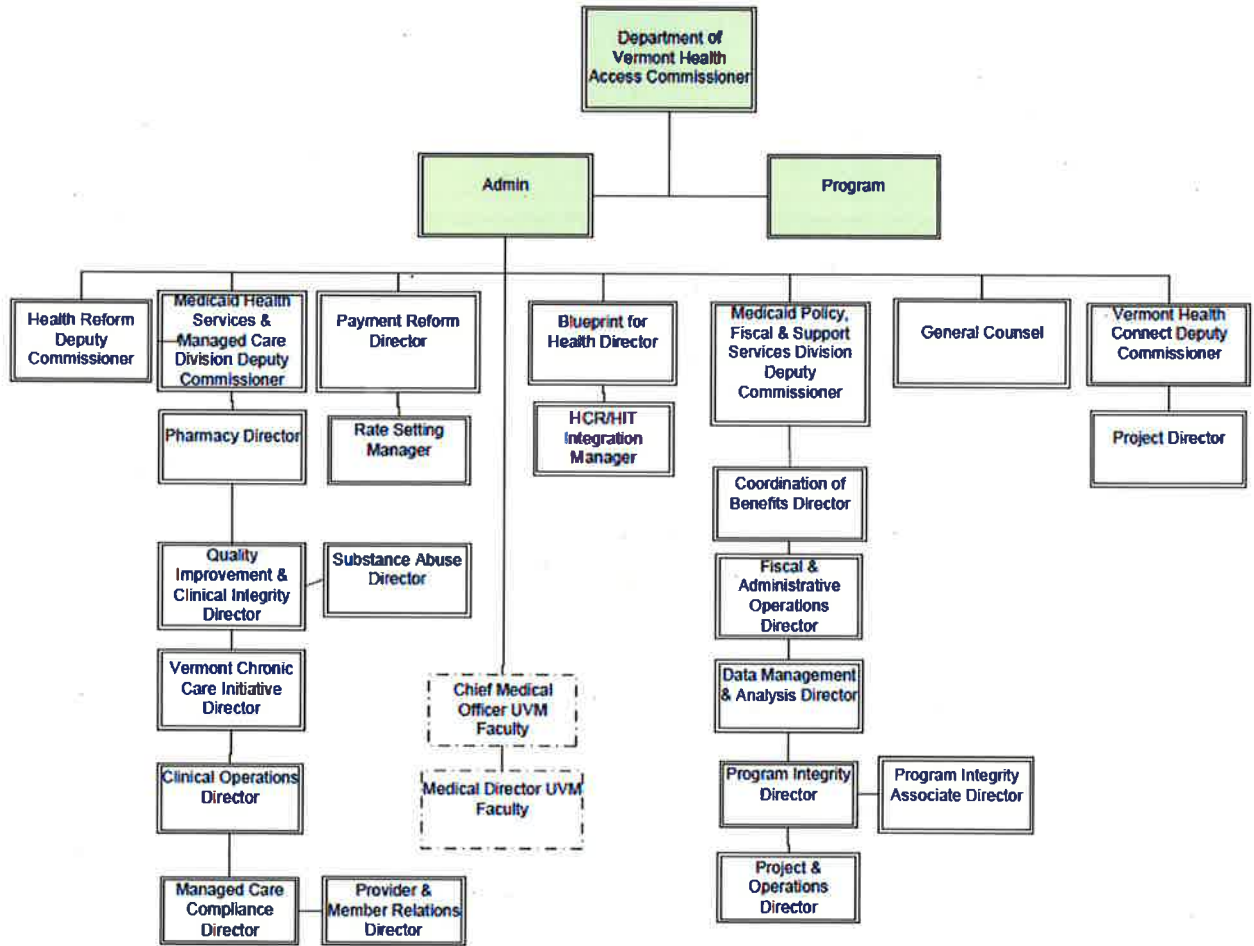 Department of
Vermont Health
Access Commissioner
Admin
Program
Health Reform
Deputy
Commissioner
Medicaid Health
Services &
Managed Care
Division Deputy
Commissioner
Payment Reform
Director
Blueprint for
Health Director
Medicaid Policy,
Fiscal & Support
Services Division
Deputy
Commissioner
General Counsel
Vermont Health
Connect Deputy
Commissioner
Pharmacy Director
Rate Setting
Manager
HCR/HIT
Integration
Manager
Project Director
Coordination of
Benefits Director
Quality
Improvement &
Clinical Integrity
Director
Substance Abuse
Director
Fiscal &
Administrative
Operations
Director
Vermont Chronic
Care Initiative
Director
Chief Medical
Officer UVM
Faculty
Data Management
& Analysis Director
Clinical Operations
Director
Medical Director UVM
Faculty
Program Integrity
Director
Program Integrity
Associate Director
Managed Care
Compliance
Director
Provider &
Member Relations
Director
Project &
Operations
Director